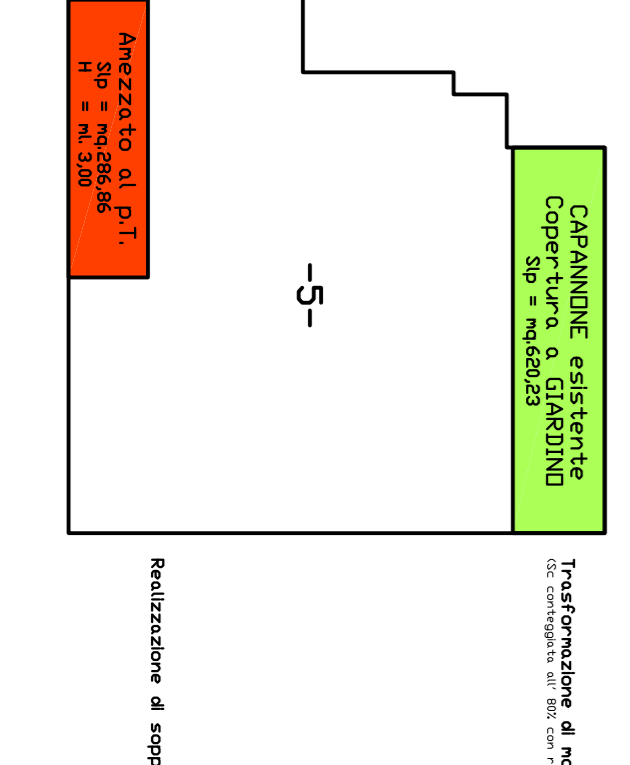 CAPANNONE esistente
Copertura a GIARDINO
Slp = mq.620,23
Trasformazione di
(Sc conteggiata all' 80% con
-5-
Amezzato al p.T.
Slp = mq.286,86
H = ml. 3,00
Realizzazione di